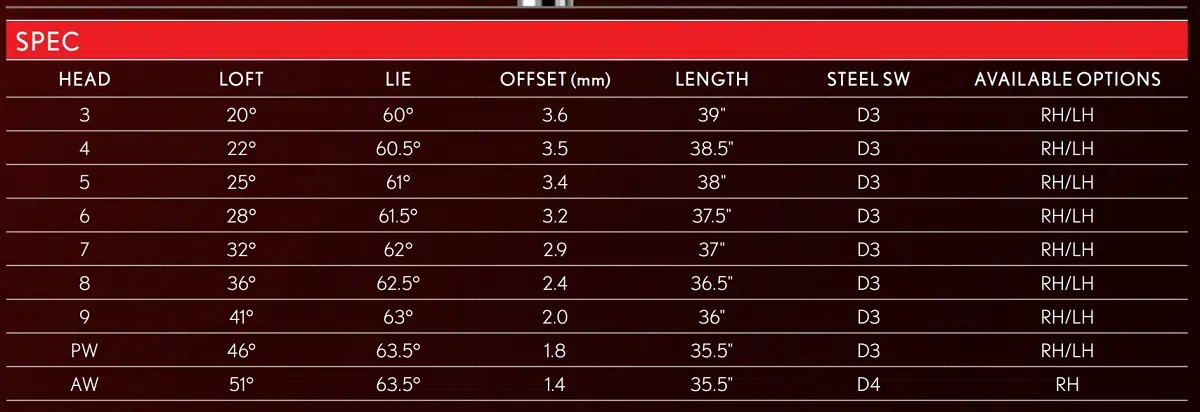 SPEC
HEAD LOFT LIE OFFSET (mm) LENGTH STEEL SW AVAILABLE OPTIONS
3 20° 60° 3.6 39" D3 RH/LH
4 22° 60.5° 3.5 38.5" D3 RH/LH
5 25° 61° 3.4 38" D3 RH/LH
6 28° 61.5° 3.2 37.5" D3 RH/LH
7 32° 62° 2.9 37" D3 RH/LH
8 36° 62.5° 2.4 36.5" D3 RH/LH
9 41° 63° 2.0 36" D3 RH/LH
PW 46° 63.5° 1.8 35.5" D3 RH/LH
AW 51° 63.5° 1.4 35.5" D4 RH